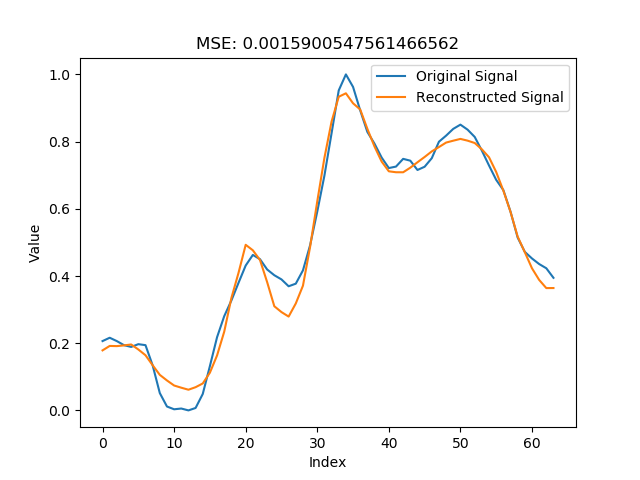 MSE: 0.0015900547561466562
Original Signal
Reconstructed Signal
Value
1.0
0.8
0.6
0.4
0.2
0.0
0 10 20 30 40 50 60
Index